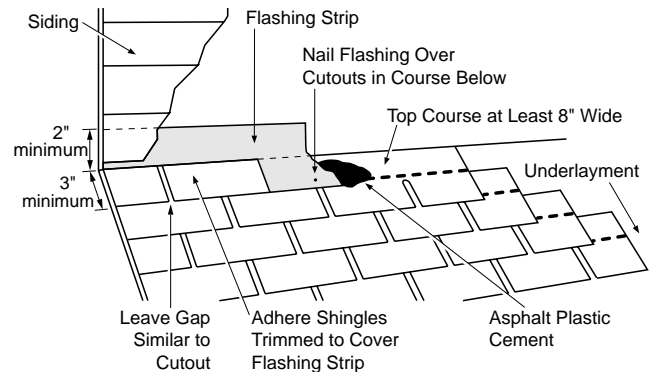 Siding
Flashing Strip
Nail Flashing Over
Cutouts in Course Below
Top Course at Least 8" Wide
2"
minimum
Underlayment
3"
minimum
Leave Gap
Similar to
Cutout
Adhere Shingles
Trimmed to Cover
Flashing Strip
Asphalt Plastic
Cement